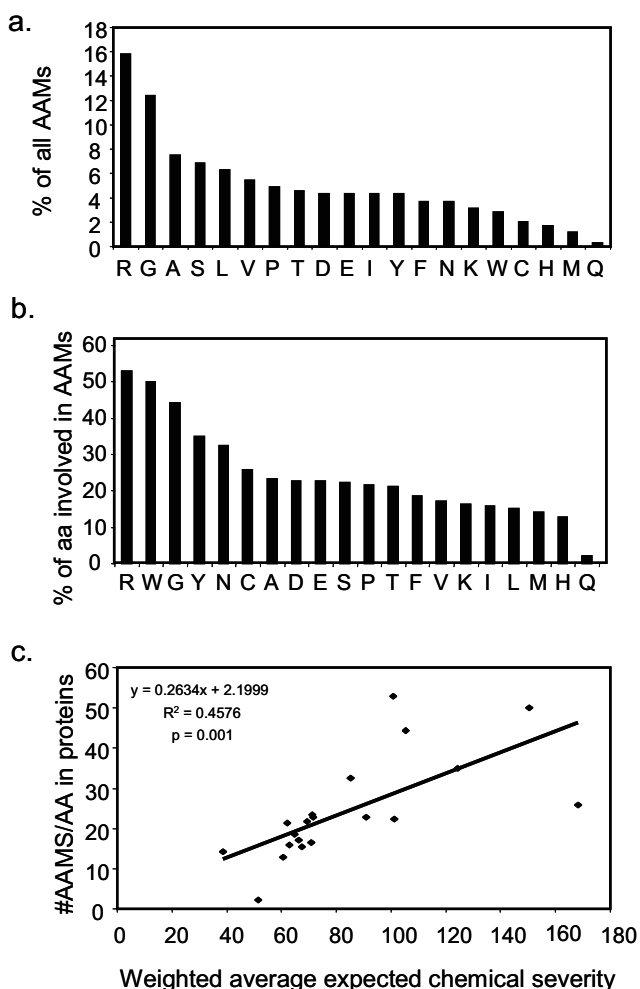 a.
% of all AAMs
18
16
14
12
10
8
6
4
2
0
R G A S L V P T D E I Y F N K W C H M Q
b.
% of aa involved in AAMs
60
50
40
30
20
10
0
R W G Y N C A D E S P T F V K I L M H Q
c.
#AAMS/AA in proteins
60
50
40
30
20
10
0
y = 0.2634x + 2.1999
R² = 0.4576
p = 0.001
0 20 40 60 80 100 120 140 160 180
Weighted average expected chemical severity